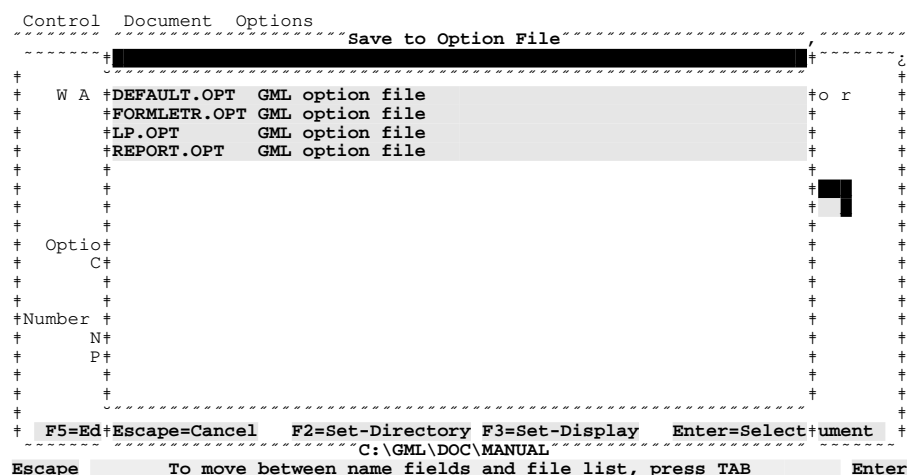 Control Document Options
Save to Option File
W A DEFAULT.OPT GML option file o r
FORMLETR.OPT GML option file
LP.OPT GML option file
REPORT.OPT GML option file
Optio
C
Number
N
P
F5=Ed Escape=Cancel F2=Set-Directory F3=Set-Display Enter=Select ument
C:\GML\DOC\MANUAL
Escape To move between name fields and file list, press TAB Enter